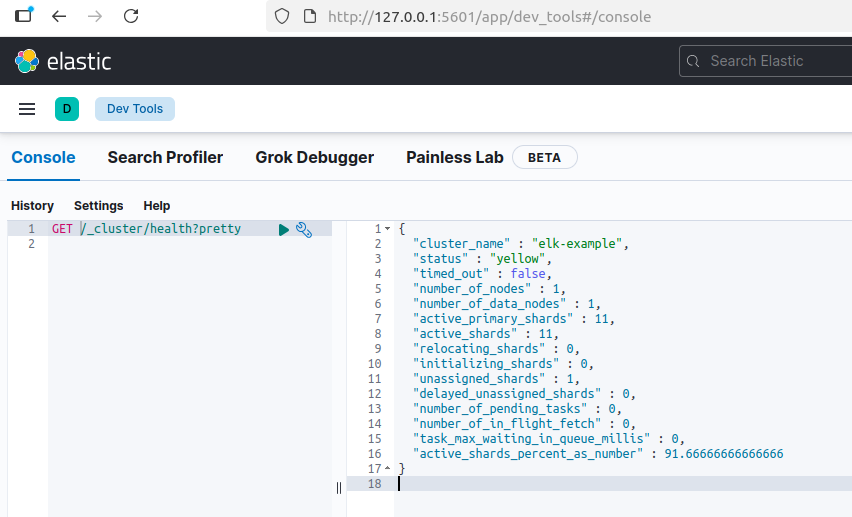 http://127.0.0.1:5601/app/dev_tools#/console
elastic
Search Elastic
D
Dev Tools
Console Search Profiler Grok Debugger Painless Lab BETA
History Settings Help
1 GET /_cluster/health?pretty
2
1 {
2 "cluster_name" : "elk-example",
3 "status" : "yellow",
4 "timed_out" : false,
5 "number_of_nodes" : 1,
6 "number_of_data_nodes" : 1,
7 "active_primary_shards" : 11,
8 "active_shards" : 11,
9 "relocating_shards" : 0,
10 "initializing_shards" : 0,
11 "unassigned_shards" : 1,
12 "delayed_unassigned_shards" : 0,
13 "number_of_pending_tasks" : 0,
14 "number_of_in_flight_fetch" : 0,
15 "task_max_waiting_in_queue_millis" : 0,
16 "active_shards_percent_as_number" : 91.66666666666666
17 }
18